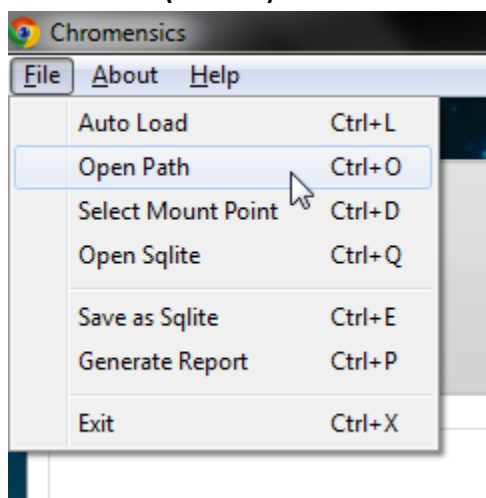 Chromensics
File About Help
Auto Load Ctrl+L
Open Path Ctrl+O
Select Mount Point Ctrl+D
Open Sqlite Ctrl+Q
Save as Sqlite Ctrl+E
Generate Report Ctrl+P
Exit Ctrl+X